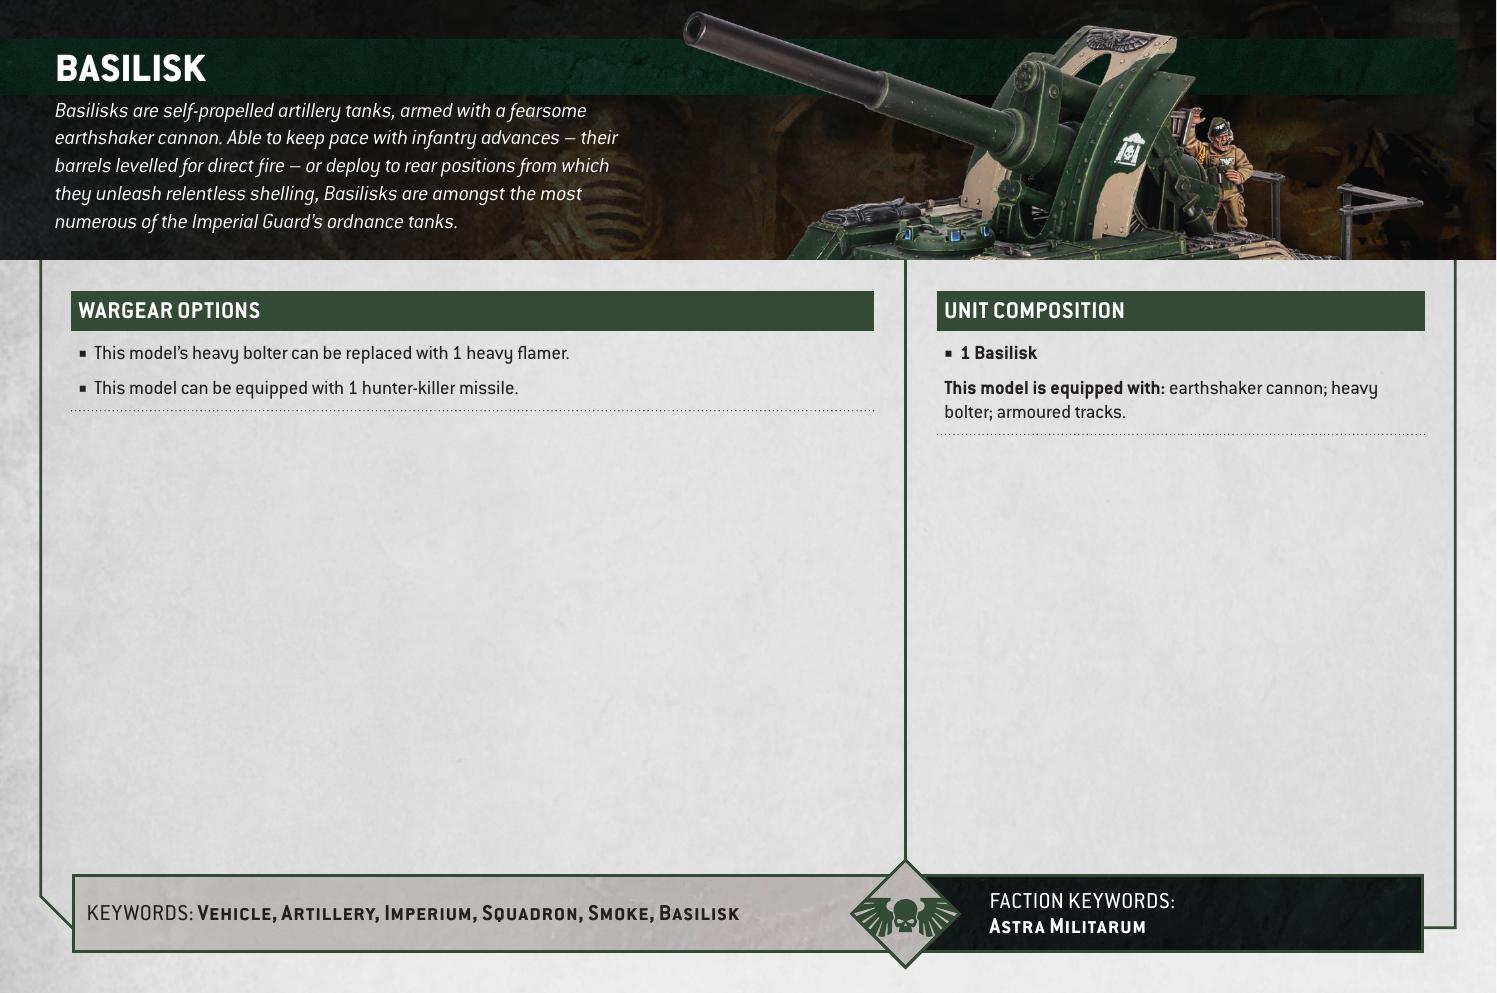 BASILISK
Basilisks are self-propelled artillery tanks, armed with a fearsome
earthshaker cannon. Able to keep pace with infantry advances – their
barrels levelled for direct fire – or deploy to rear positions from which
they unleash relentless shelling, Basilisks are amongst the most
numerous of the Imperial Guard’s ordnance tanks.
WARGEAR OPTIONS
■ This model’s heavy bolter can be replaced with 1 heavy flamer.
■ This model can be equipped with 1 hunter-killer missile.
UNIT COMPOSITION
■ 1 Basilisk
This model is equipped with: earthshaker cannon; heavy
bolter; armoured tracks.
KEYWORDS: Vehicle, Artillery, Imperium, Squadron, Smoke, Basilisk
FACTION KEYWORDS:
Astra Militarum